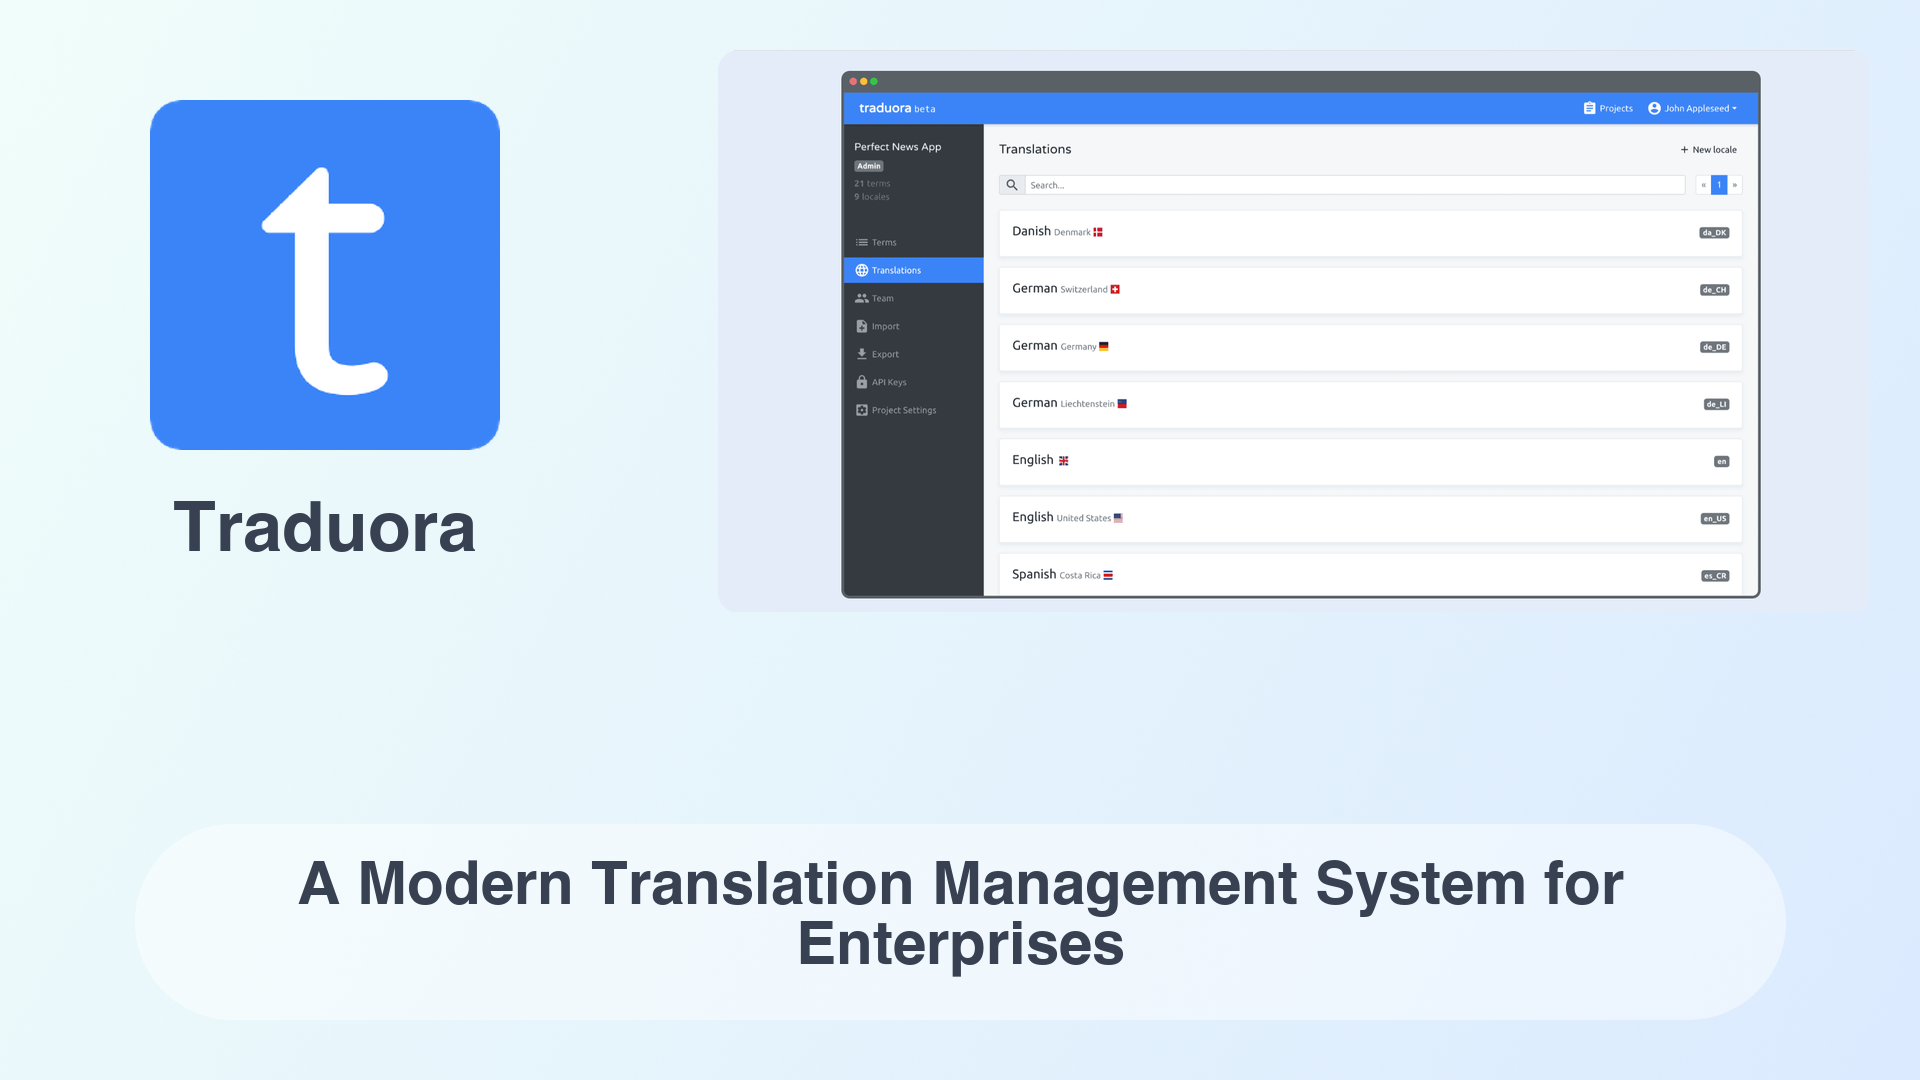 t
Traduora
traduora beta
Projects
John Appleseed
Perfect News App
Admin
21 terms
9 locales
Terms
Translations
Team
Import
Export
API Keys
Project Settings
Translations
+ New locale
Search...
« 1 »
Danish Denmark da_DK
German Switzerland de_CH
German Germany de_DE
German Liechtenstein de_LI
English en
English United States en_US
Spanish Costa Rica es_CR
A Modern Translation Management System for
Enterprises